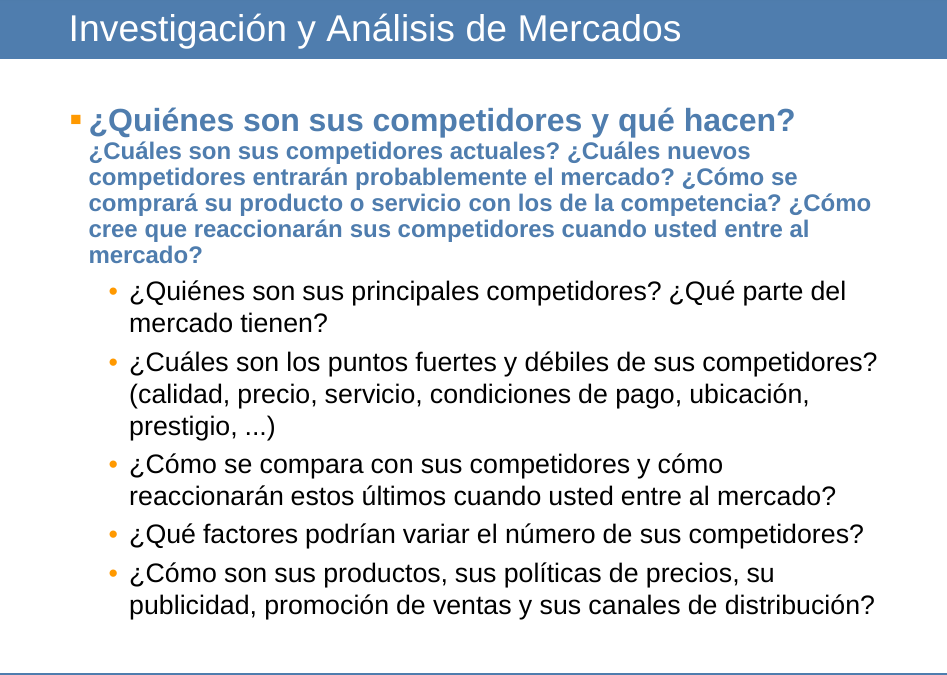 Investigación y Análisis de Mercados
¿Quiénes son sus competidores y qué hacen?
¿Cuáles son sus competidores actuales? ¿Cuáles nuevos
competidores entrarán probablemente el mercado? ¿Cómo se
comprará su producto o servicio con los de la competencia? ¿Cómo
cree que reaccionarán sus competidores cuando usted entre al
mercado?
• ¿Quiénes son sus principales competidores? ¿Qué parte del
mercado tienen?
• ¿Cuáles son los puntos fuertes y débiles de sus competidores?
(calidad, precio, servicio, condiciones de pago, ubicación,
prestigio, ...)
• ¿Cómo se compara con sus competidores y cómo
reaccionarán estos últimos cuando usted entre al mercado?
• ¿Qué factores podrían variar el número de sus competidores?
• ¿Cómo son sus productos, sus políticas de precios, su
publicidad, promoción de ventas y sus canales de distribución?